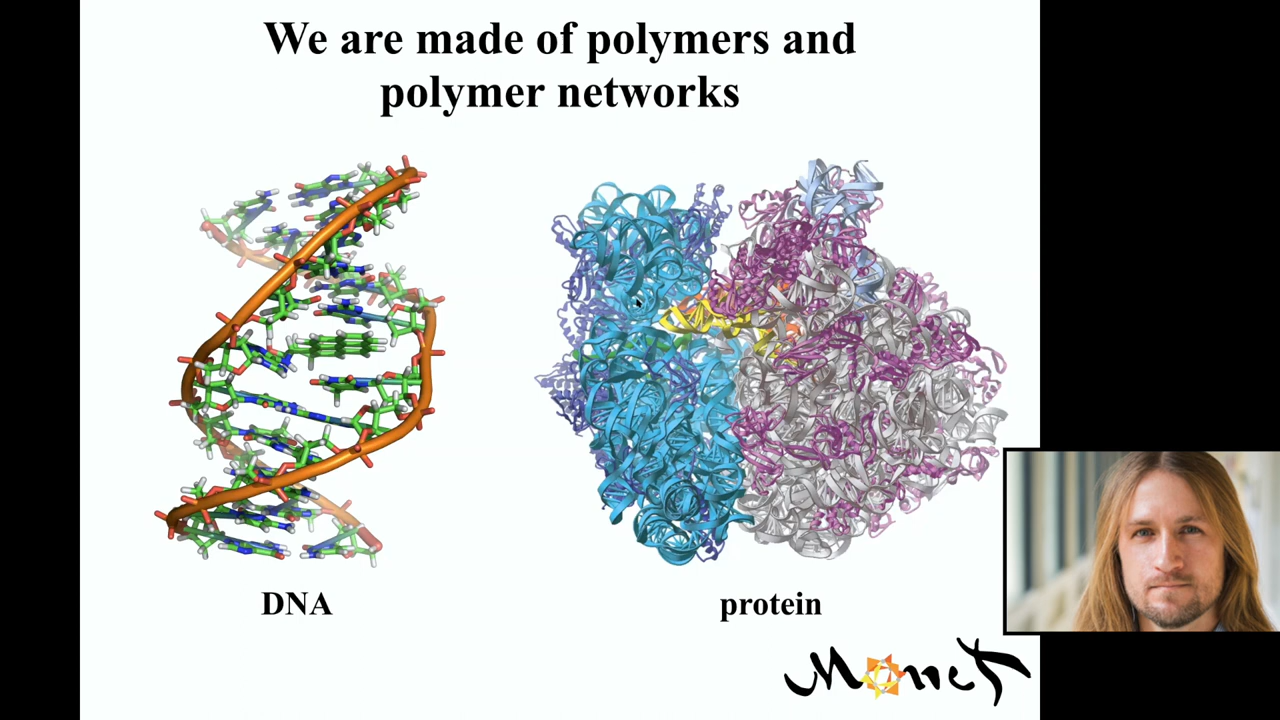 We are made of polymers and
polymer networks
DNA
protein
Monet